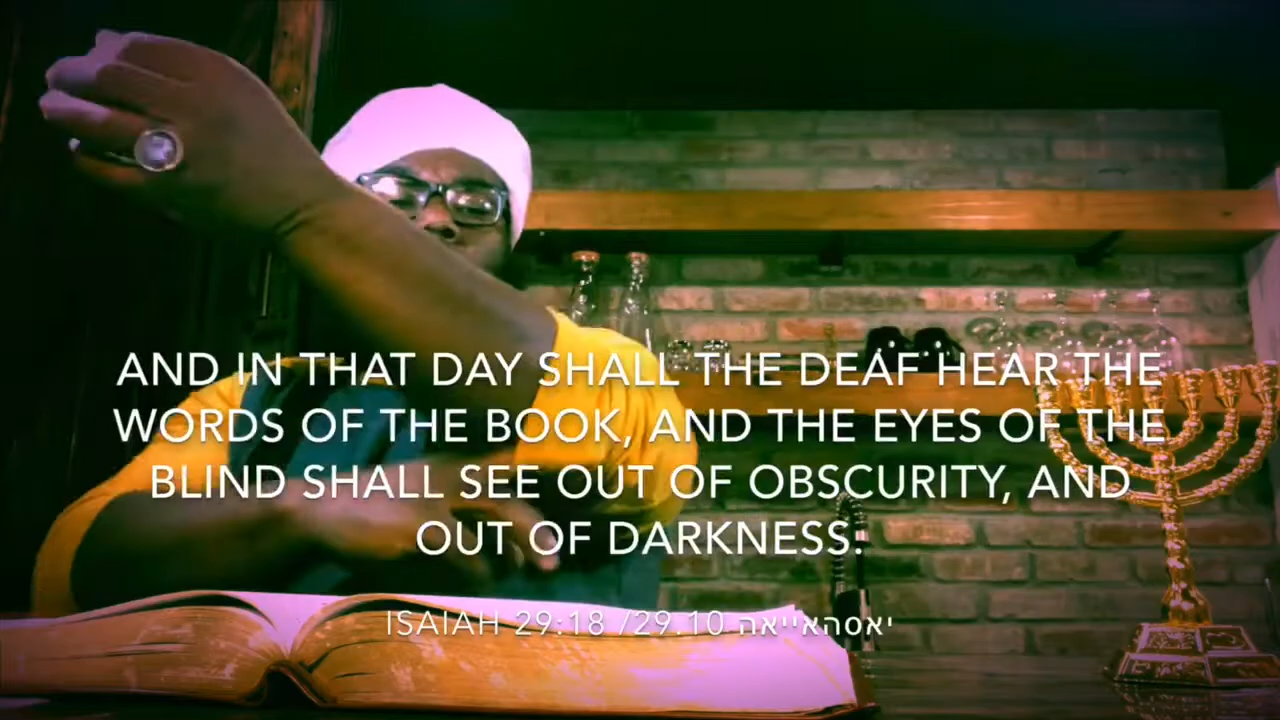 AND IN THAT DAY SHALL THE DEAF HEAR THE
WORDS OF THE BOOK, AND THE EYES OF THE
BLIND SHALL SEE OUT OF OBSCURITY, AND
OUT OF DARKNESS.
ISAIAH 29:18 /29.10 יאסהאייאה